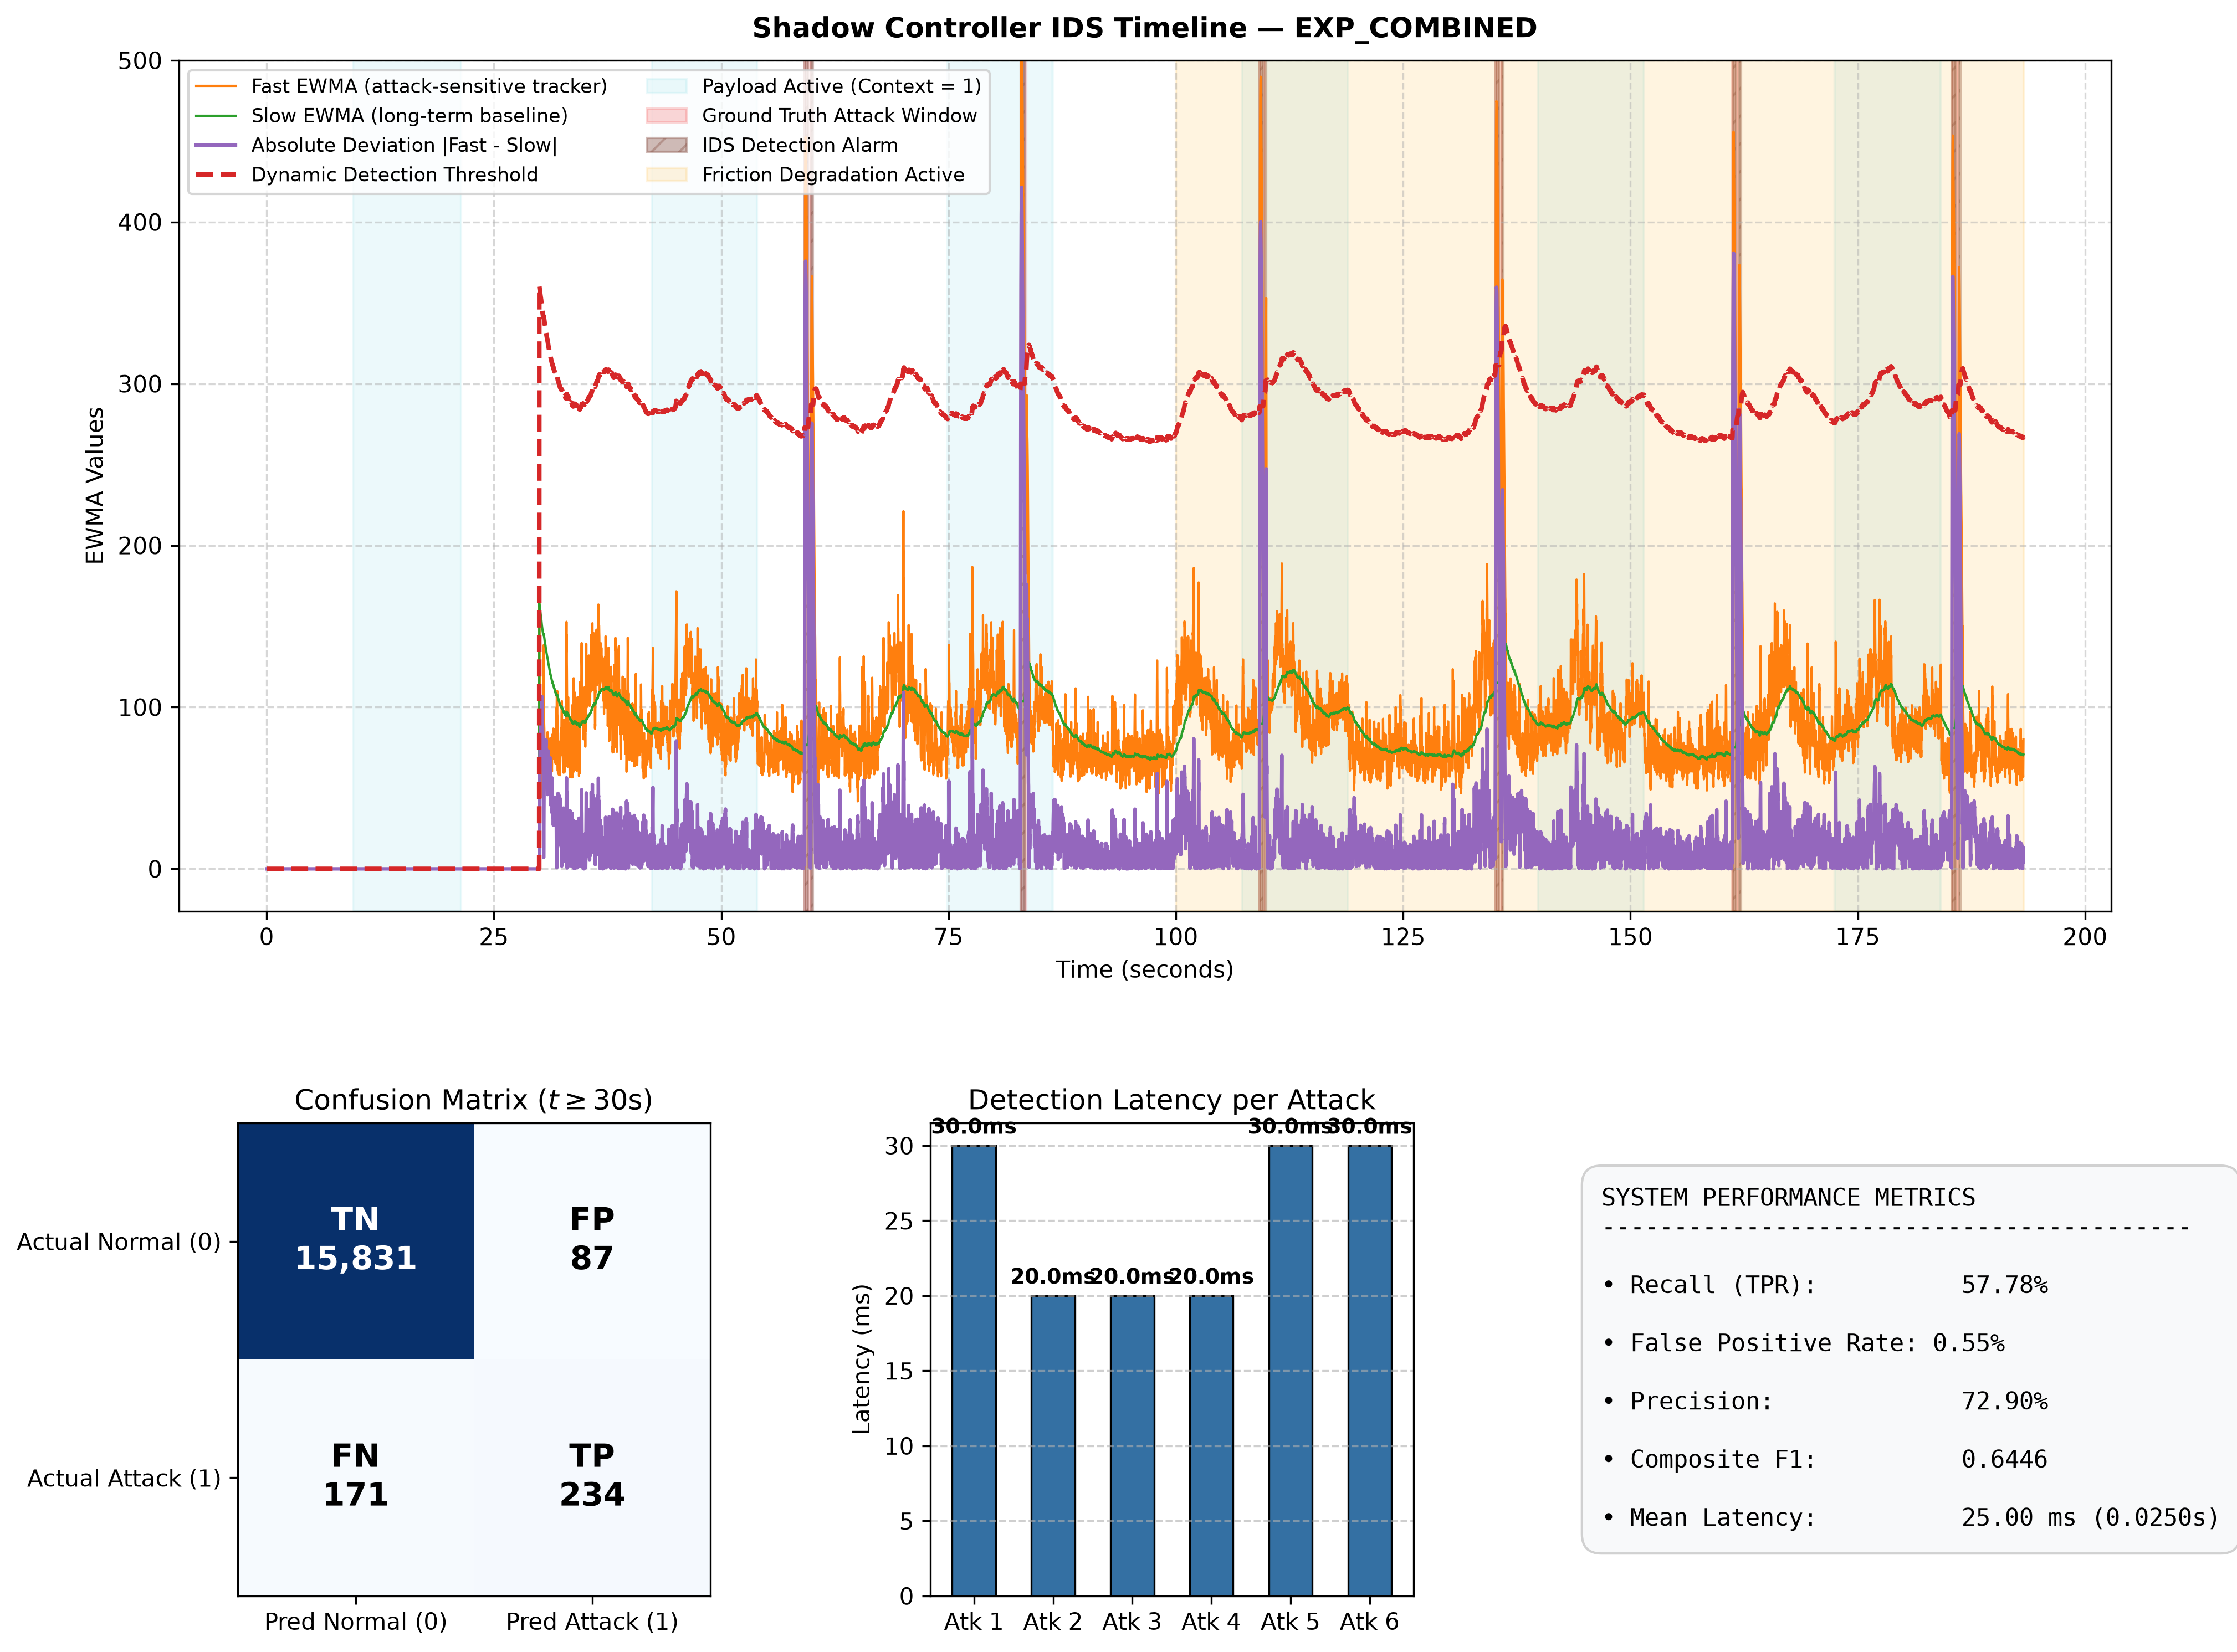 Shadow Controller IDS Timeline — EXP_COMBINED
Fast EWMA (attack-sensitive tracker)
Slow EWMA (long-term baseline)
Absolute Deviation |Fast - Slow|
Dynamic Detection Threshold
Payload Active (Context = 1)
Ground Truth Attack Window
IDS Detection Alarm
Friction Degradation Active
EWMA Values
500
400
300
200
100
0
0 25 50 75 100 125 150 175 200
Time (seconds)
Confusion Matrix (t ≥ 30s)
Actual Normal (0)
Actual Attack (1)
TN
15,831
FP
87
FN
171
TP
234
Pred Normal (0) Pred Attack (1)
Detection Latency per Attack
Latency (ms)
30
25
20
15
10
5
0
30.0ms 20.0ms 20.0ms 20.0ms 30.0ms 30.0ms
Atk 1 Atk 2 Atk 3 Atk 4 Atk 5 Atk 6
SYSTEM PERFORMANCE METRICS
-----------------------------------------
• Recall (TPR): 57.78%
• False Positive Rate: 0.55%
• Precision: 72.90%
• Composite F1: 0.6446
• Mean Latency: 25.00 ms (0.0250s)